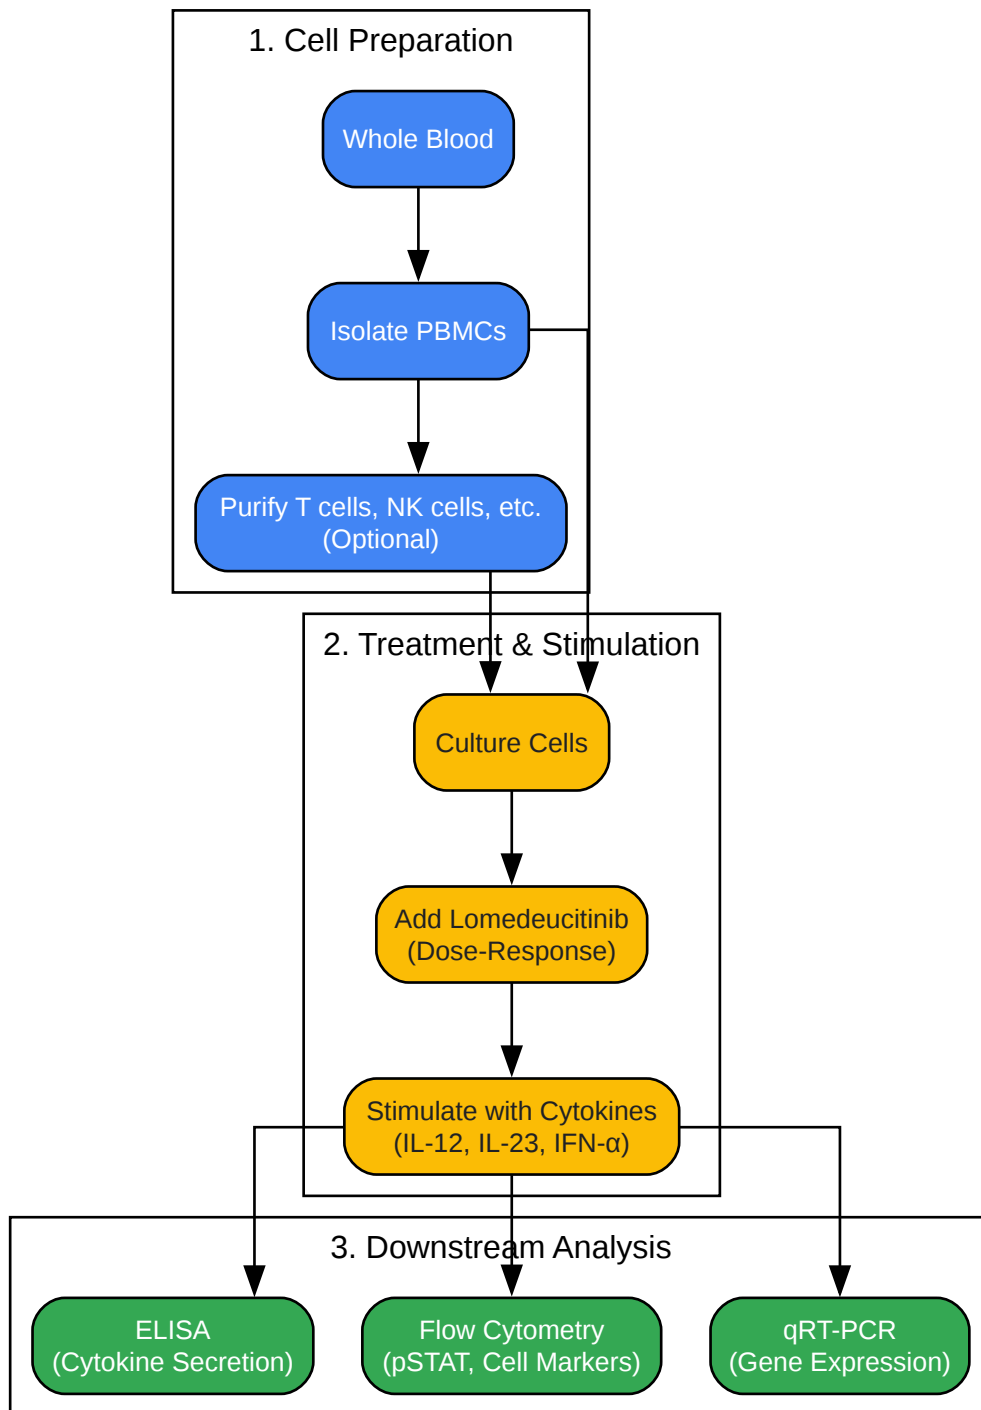 1. Cell Preparation
Whole Blood
Isolate PBMCs
Purify T cells, NK cells, etc.
(Optional)
2. Treatment & Stimulation
Culture Cells
Add Lomedeucitinib
(Dose-Response)
Stimulate with Cytokines
(IL-12, IL-23, IFN-α)
3. Downstream Analysis
ELISA
(Cytokine Secretion)
Flow Cytometry
(pSTAT, Cell Markers)
qRT-PCR
(Gene Expression)